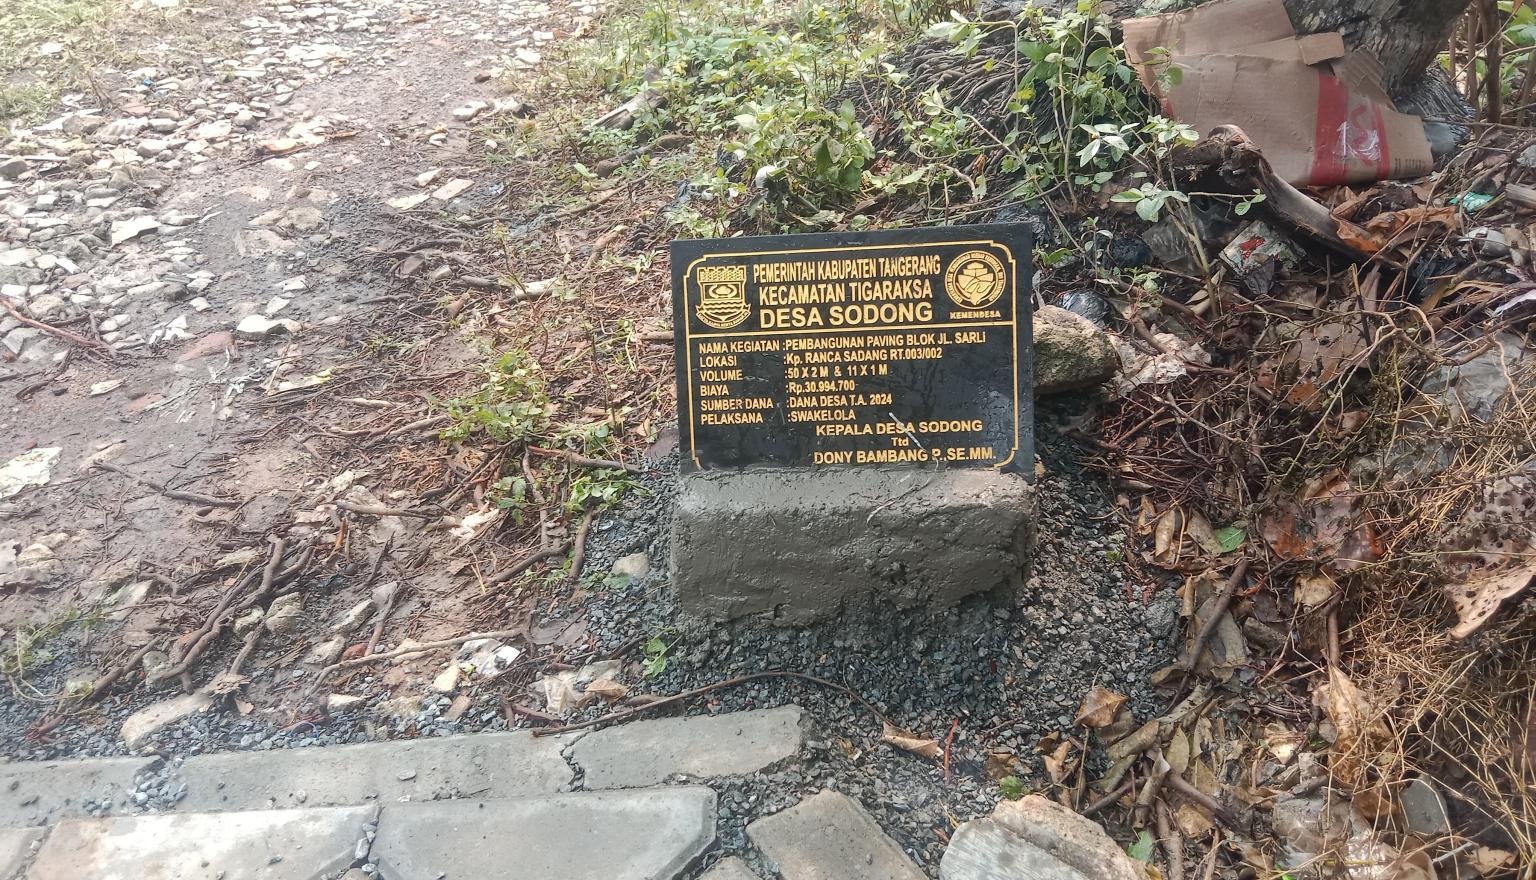 PEMERINTAH KABUPATEN TANGERANG
KECAMATAN TIGARAKSA
DESA SODONG
KEMENDESA
NAMA KEGIATAN :PEMBANGUNAN PAVING BLOK JL. SARLI
LOKASI :Kp. RANCA SADANG RT.003/002
VOLUME :50 X 2 M & 11 X 1 M
BIAYA :Rp.30.994.700
SUMBER DANA :DANA DESA T.A. 2024
PELAKSANA :SWAKELOLA
KEPALA DESA SODONG
Ttd
DONY BAMBANG P.,SE.MM.